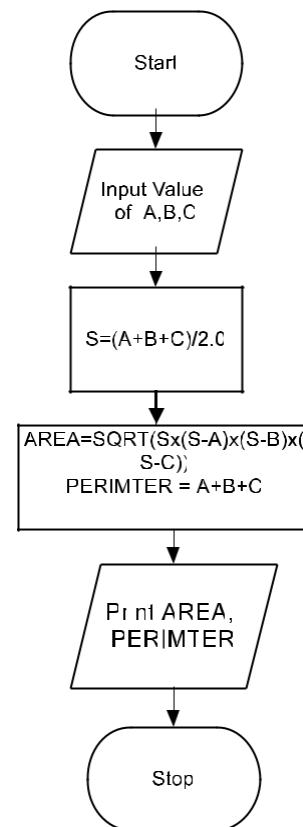 Start
Input Value
of A,B,C
S=(A+B+C)/2.0
AREA=SQRT(Sx(S-A)x(S-B)x(
S-C))
PERIMTER = A+B+C
Print AREA,
PERIMTER
Stop